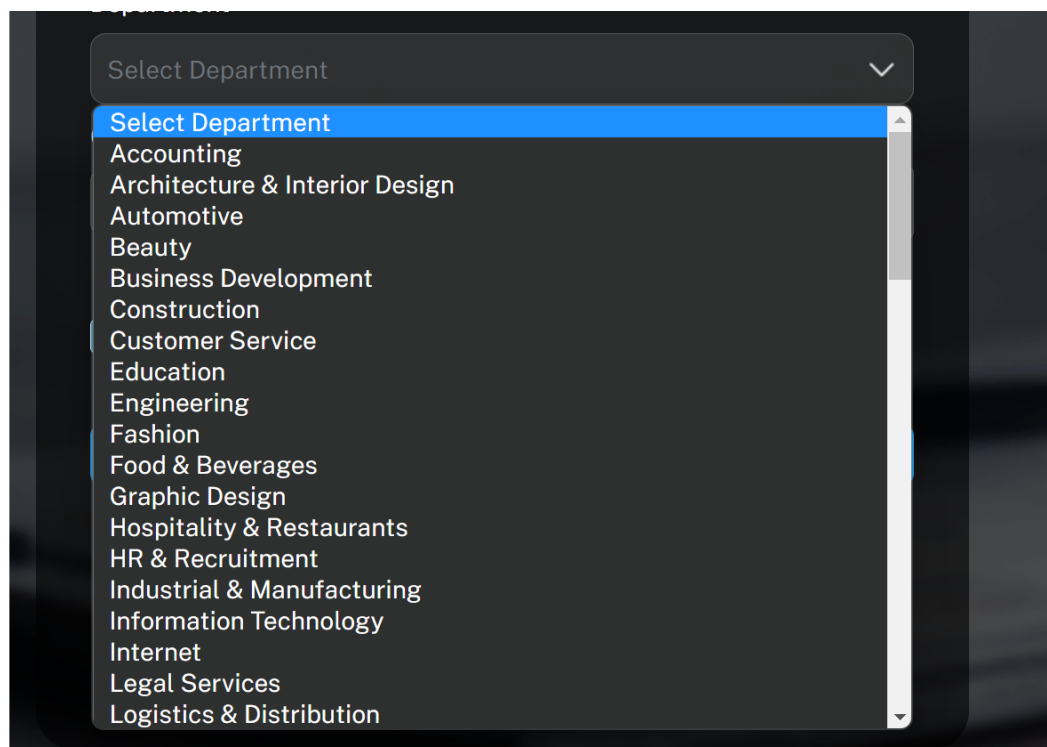 Department
Select Department
Select Department
Accounting
Architecture & Interior Design
Automotive
Beauty
Business Development
Construction
Customer Service
Education
Engineering
Fashion
Food & Beverages
Graphic Design
Hospitality & Restaurants
HR & Recruitment
Industrial & Manufacturing
Information Technology
Internet
Legal Services
Logistics & Distribution